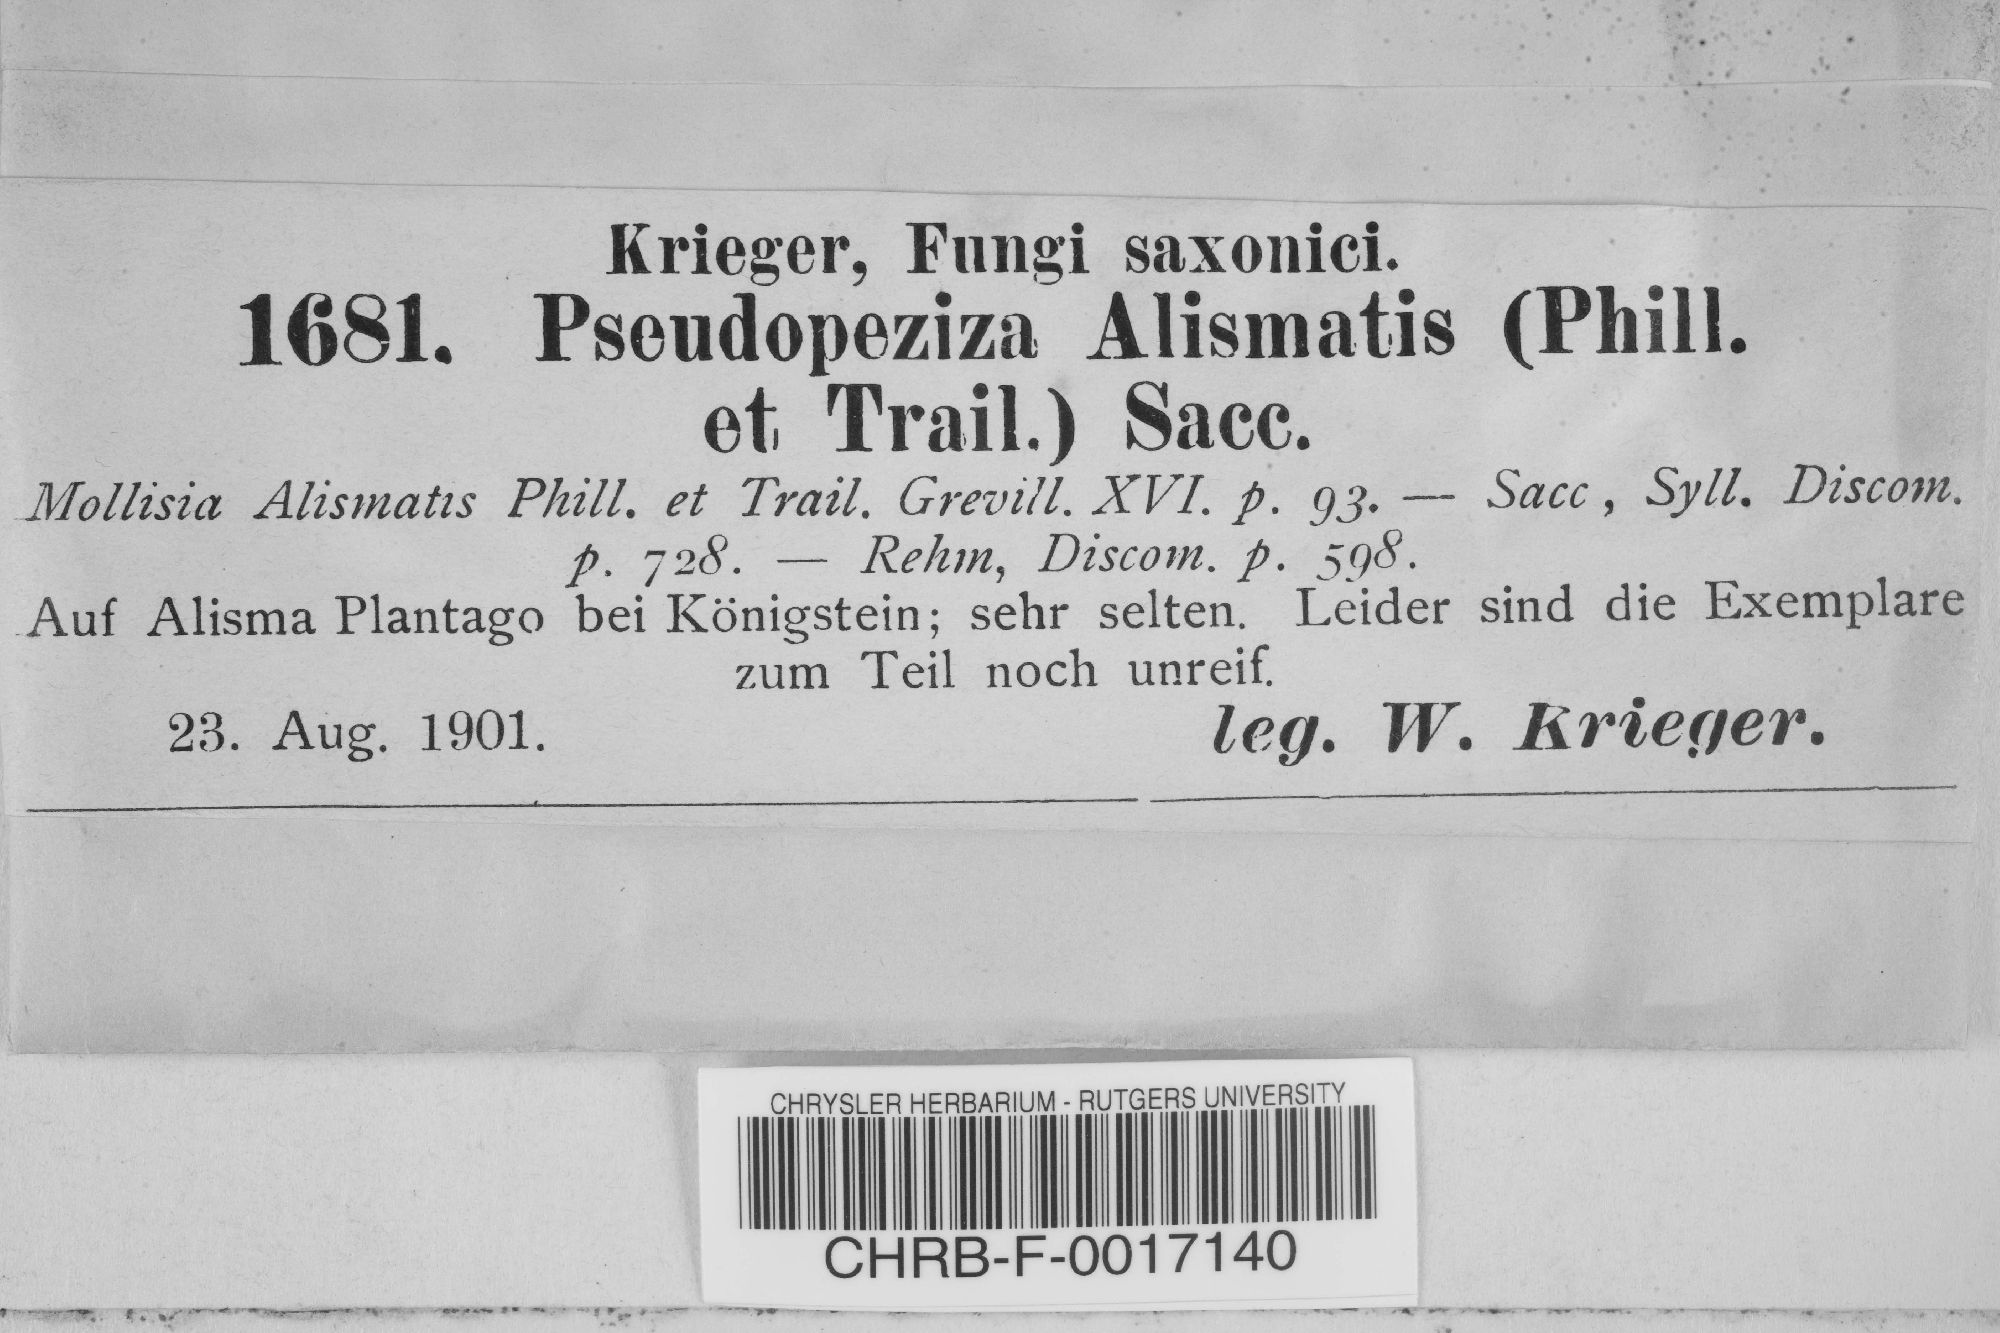 Krieger, Fungi saxonici.
1681. Pseudopeziza Alismatis (Phill.
et Trail.) Sacc.
Mollisia Alismatis Phill. et Trail. Grevill. XVI. p. 93. — Sacc, Syll. Discom.
p. 728. — Rehm, Discom. p. 598.
Auf Alisma Plantago bei Königstein; sehr selten. Leider sind die Exemplare
zum Teil noch unreif.
23. Aug. 1901. leg. W. Krieger.
CHRYSLER HERBARIUM - RUTGERS UNIVERSITY
CHRB-F-0017140